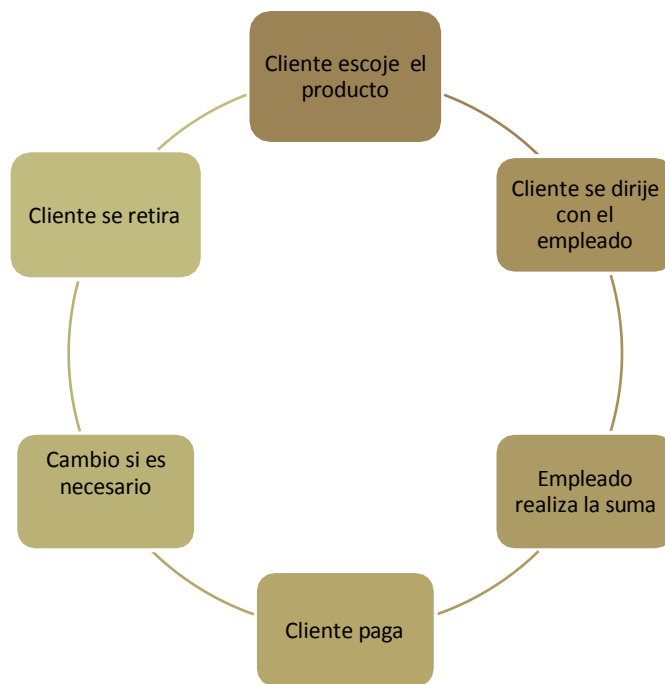 Cliente escoje el
producto
Cliente se dirije
con el
empleado
Empleado
realiza la suma
Cliente paga
Cambio si es
necesario
Cliente se retira